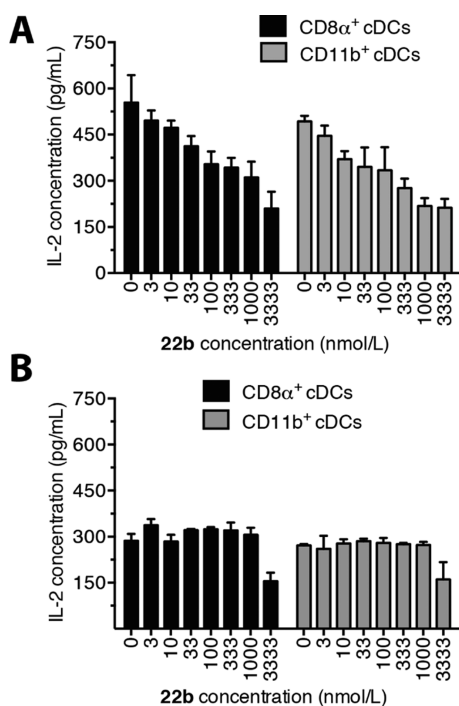 A
CD8α+ cDCs
CD11b+ cDCs
IL-2 concentration (pg/mL)
750
600
450
300
150
0
0 3 10 33 100 333 1000 3333 0 3 10 33 100 333 1000 3333
22b concentration (nmol/L)
B
CD8α+ cDCs
CD11b+ cDCs
IL-2 concentration (pg/mL)
750
600
450
300
150
0 3 10 33 100 333 1000 3333 0 3 10 33 100 333 1000 3333
22b concentration (nmol/L)